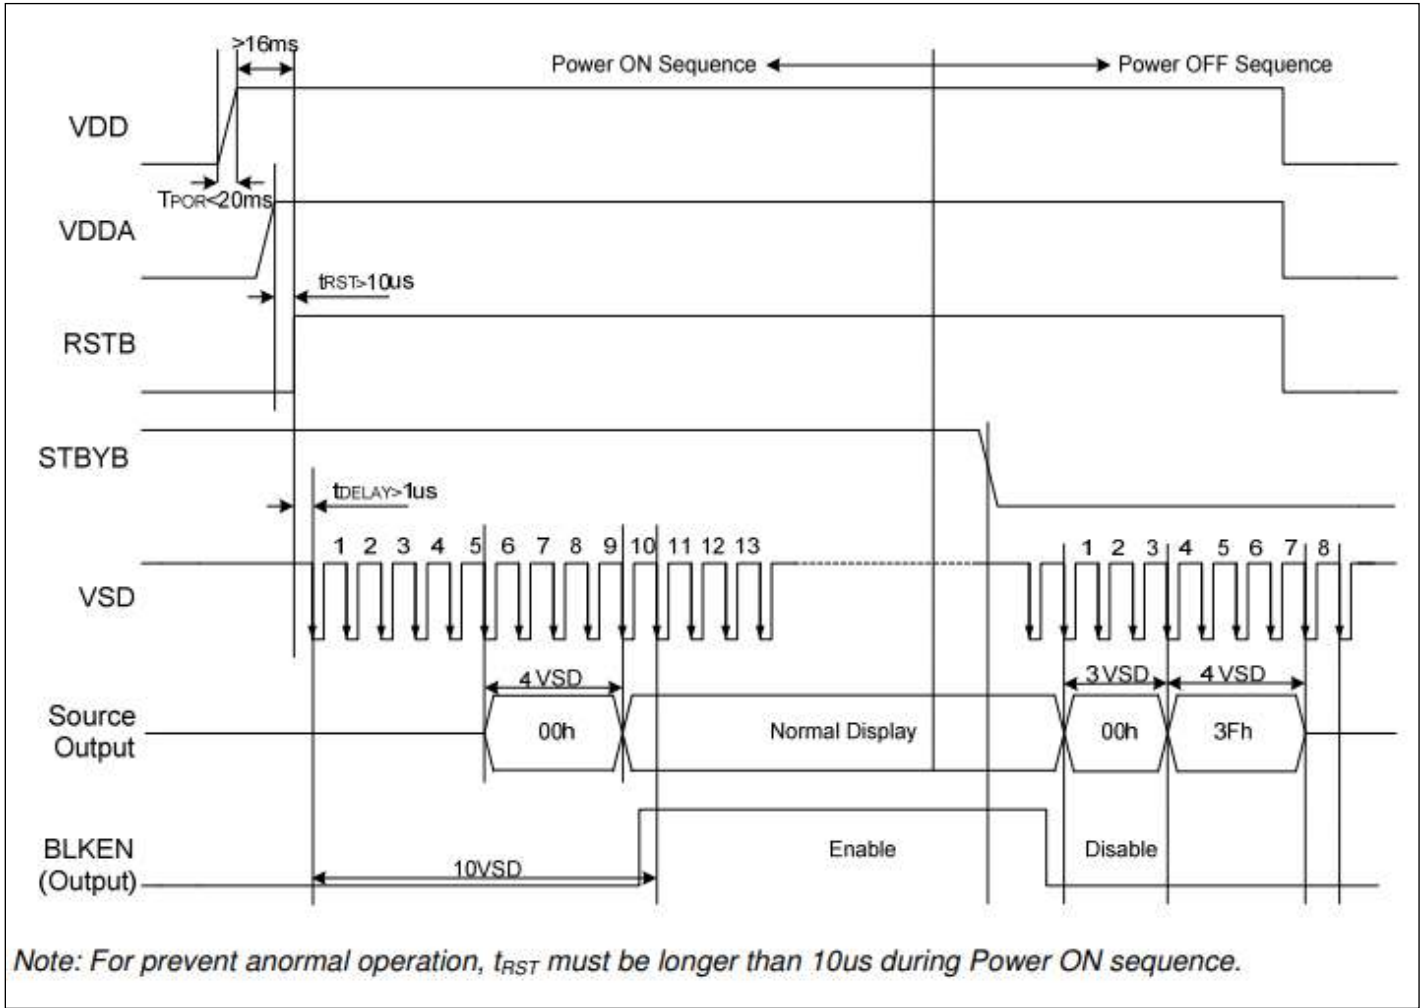 >16ms
Power ON Sequence
Power OFF Sequence
VDD
TPOR<20ms
VDDA
tRST>10us
RSTB
STBYB
tDELAY>1us
1 2 3 4 5 6 7 8 9 10 11 12 13
1 2 3 4 5 6 7 8
VSD
4 VSD
3 VSD
4 VSD
Source
Output
00h
Normal Display
00h
3Fh
BLKEN
(Output)
10VSD
Enable
Disable
Note: For prevent anormal operation, tRST must be longer than 10us during Power ON sequence.